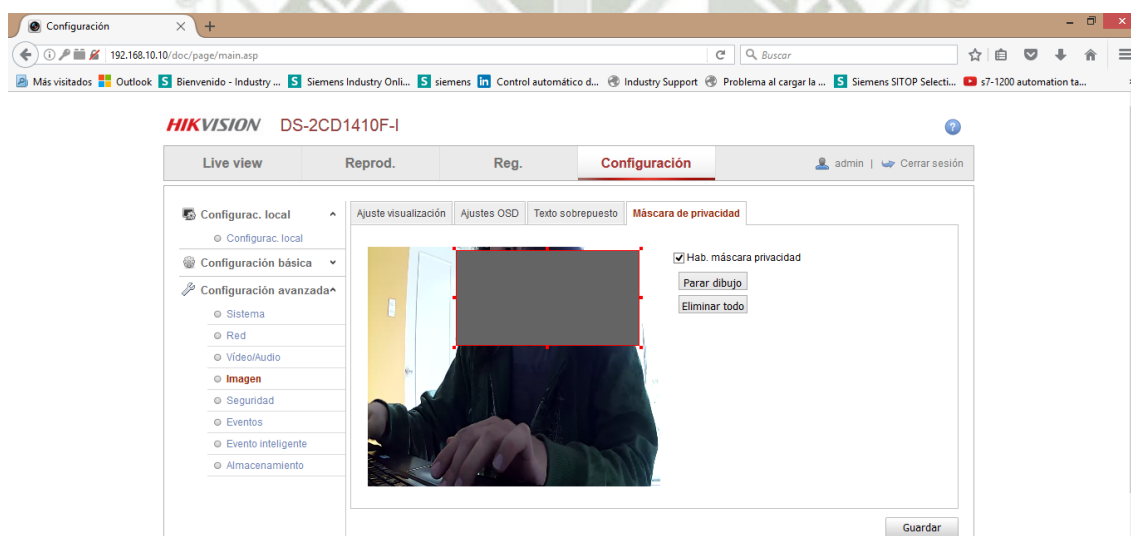 Configuración
192.168.10.10/doc/page/main.asp
Buscar
Más visitados Outlook Bienvenido - Industry ... Siemens Industry Onli... siemens Control automático d... Industry Support Problema al cargar la ... Siemens SITOP Selecti... s7-1200 automation ta...
HIKVISION DS-2CD1410F-I
Live view Reprod. Reg. Configuración admin | Cerrar sesión
Configurac. local
Configurac. local
Configuración básica
Configuración avanzada
Sistema
Red
Vídeo/Audio
Imagen
Seguridad
Eventos
Evento inteligente
Almacenamiento
Ajuste visualización Ajustes OSD Texto sobrepuesto Máscara de privacidad
Hab. máscara privacidad
Parar dibujo
Eliminar todo
Guardar